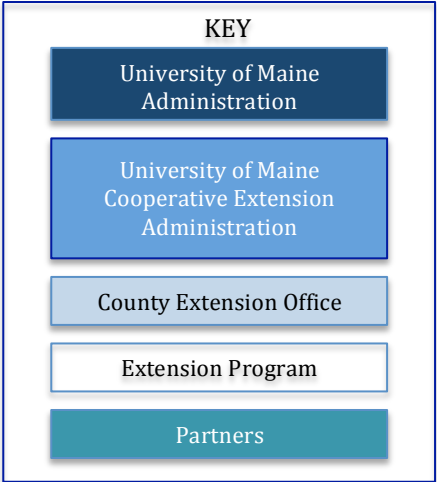 KEY
University of Maine
Administration
University of Maine
Cooperative Extension
Administration
County Extension Office
Extension Program
Partners